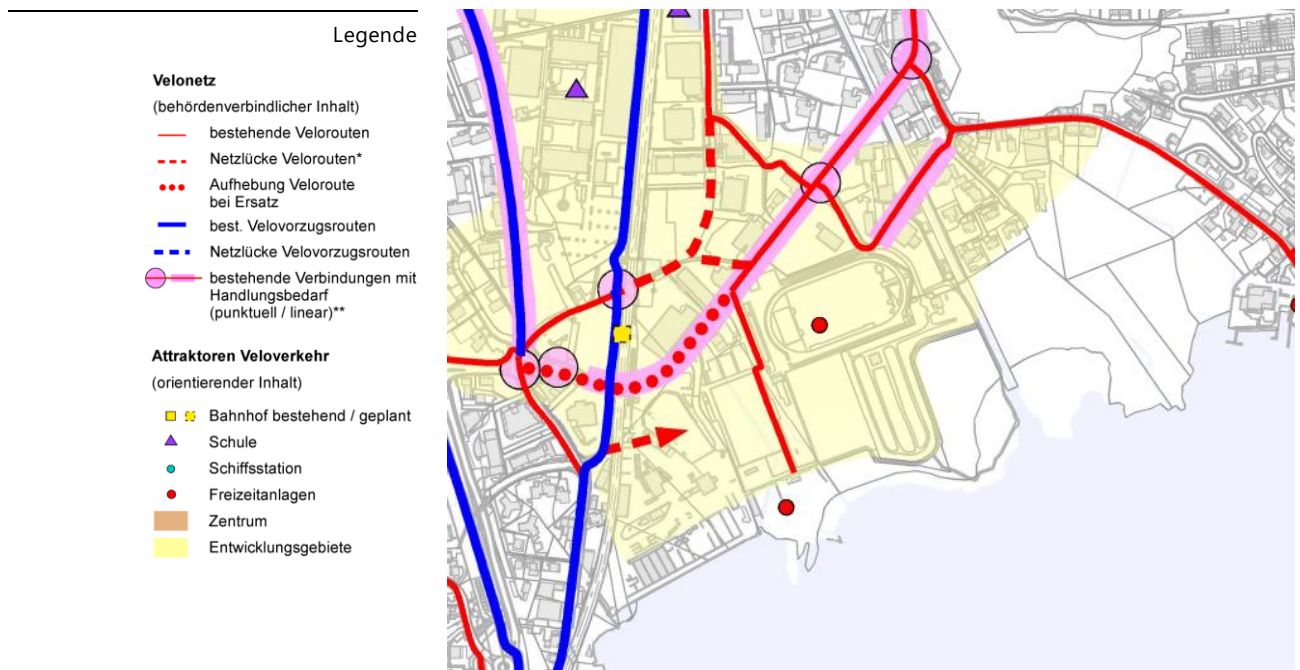 Legende
Velonetz
(behördenverbindlicher Inhalt)
bestehende Velorouten
Netzlücke Velorouten*
Aufhebung Veloroute
bei Ersatz
best. Velovorzugsrouten
Netzlücke Velovorzugsrouten
bestehende Verbindungen mit
Handlungsbedarf
(punktuell / linear)**
Attraktoren Veloverkehr
(orientierender Inhalt)
Bahnhof bestehend / geplant
Schule
Schiffsstation
Freizeitanlagen
Zentrum
Entwicklungsgebiete